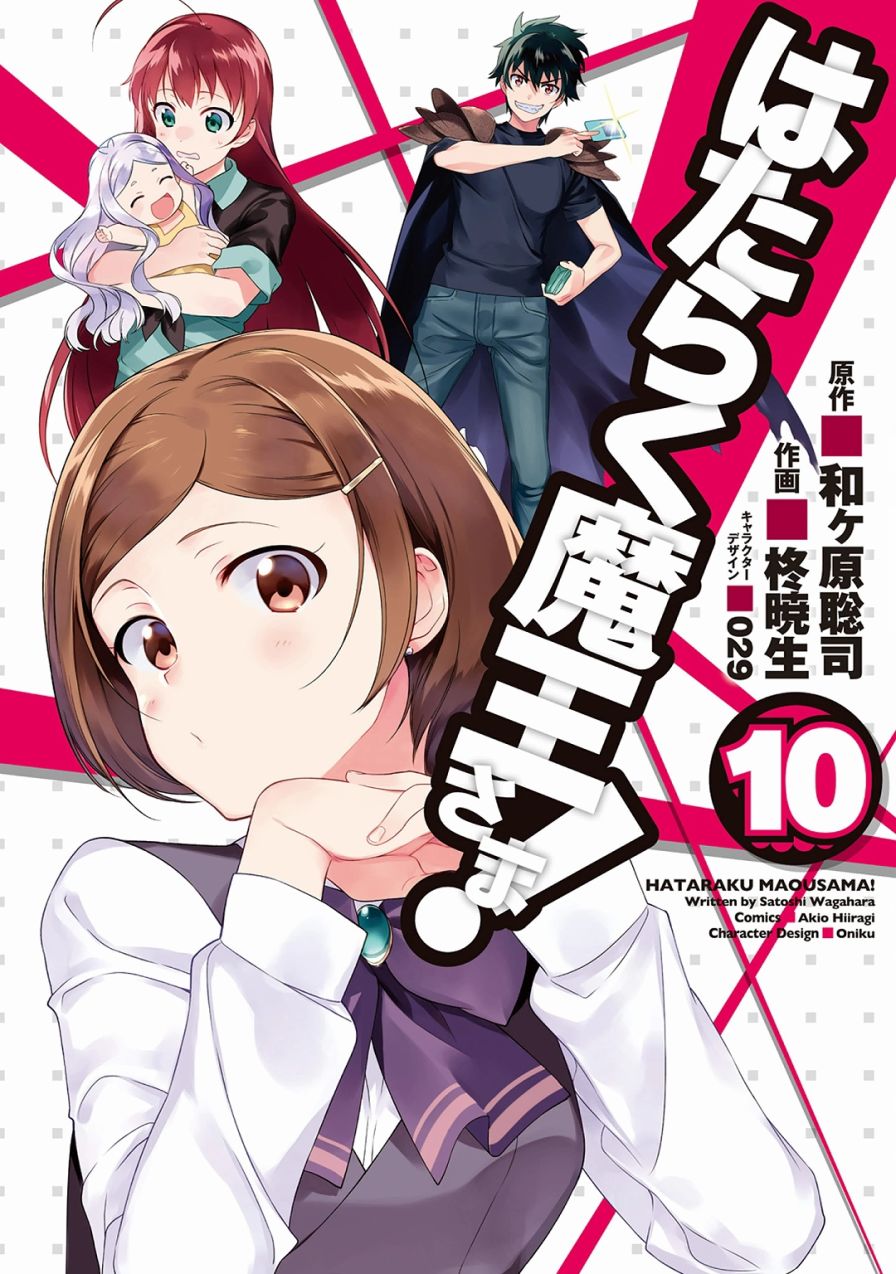 はたらく魔王さま!
原作■和ヶ原聡司
作画■柊暁生
キャラクター
デザイン■029
10
HATARAKU MAOUSAMA!
Written by Satoshi Wagahara
Comics■Akio Hiiragi
Character Design■Oniku